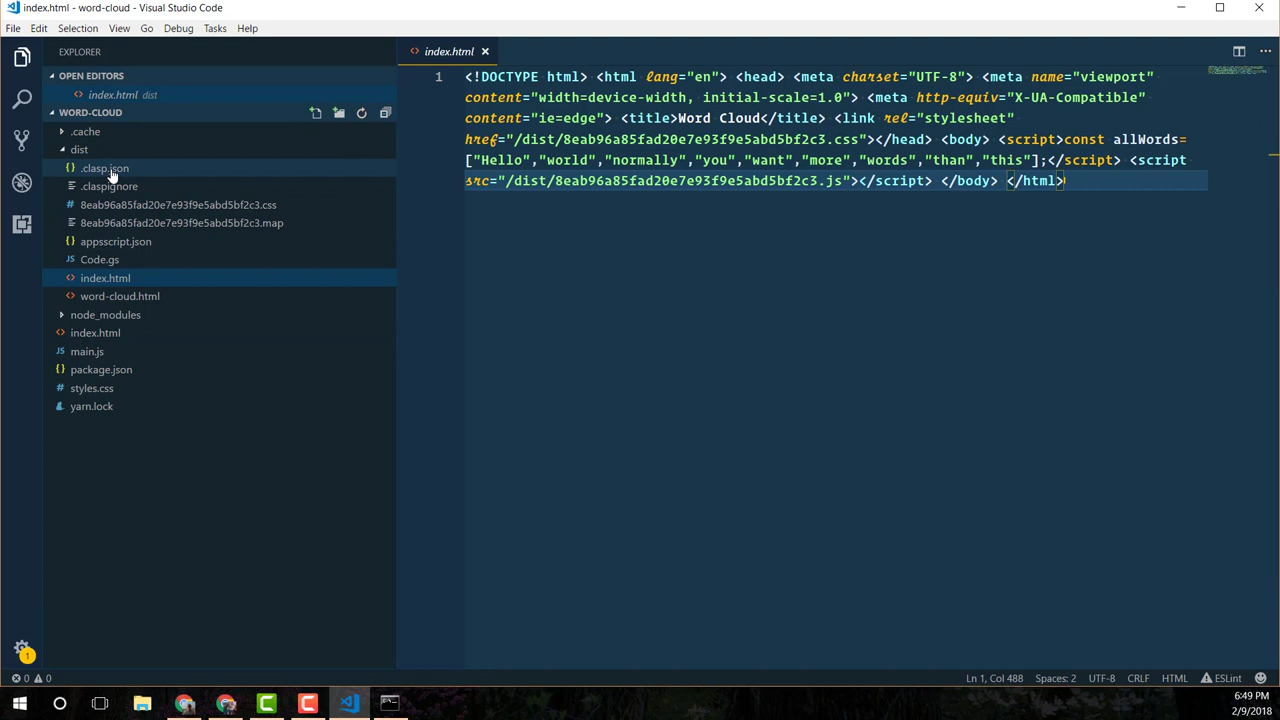 index.html - word-cloud - Visual Studio Code
File Edit Selection View Go Debug Tasks Help
EXPLORER
OPEN EDITORS
index.html dist
WORD-CLOUD
.cache
dist
.clasp.json
.claspignore
8eab96a85fad20e7e93f9e5abd5bf2c3.css
8eab96a85fad20e7e93f9e5abd5bf2c3.map
appsscript.json
Code.gs
index.html
word-cloud.html
node_modules
index.html
main.js
package.json
styles.css
yarn.lock
index.html
1
<!DOCTYPE html> <html lang="en"> <head> <meta charset="UTF-8"> <meta name="viewport"
content="width=device-width, initial-scale=1.0"> <meta http-equiv="X-UA-Compatible"
content="ie=edge"> <title>Word Cloud</title> <link rel="stylesheet"
href="/dist/8eab96a85fad20e7e93f9e5abd5bf2c3.css"></head> <body> <script>const allWords=
["Hello","world","normally","you","want","more","words","than","this"];</script> <script
src="/dist/8eab96a85fad20e7e93f9e5abd5bf2c3.js"></script> </body> </html>
1
0 0
Ln 1, Col 488 Spaces: 2 UTF-8 CRLF HTML ESLint
6:49 PM
2/9/2018